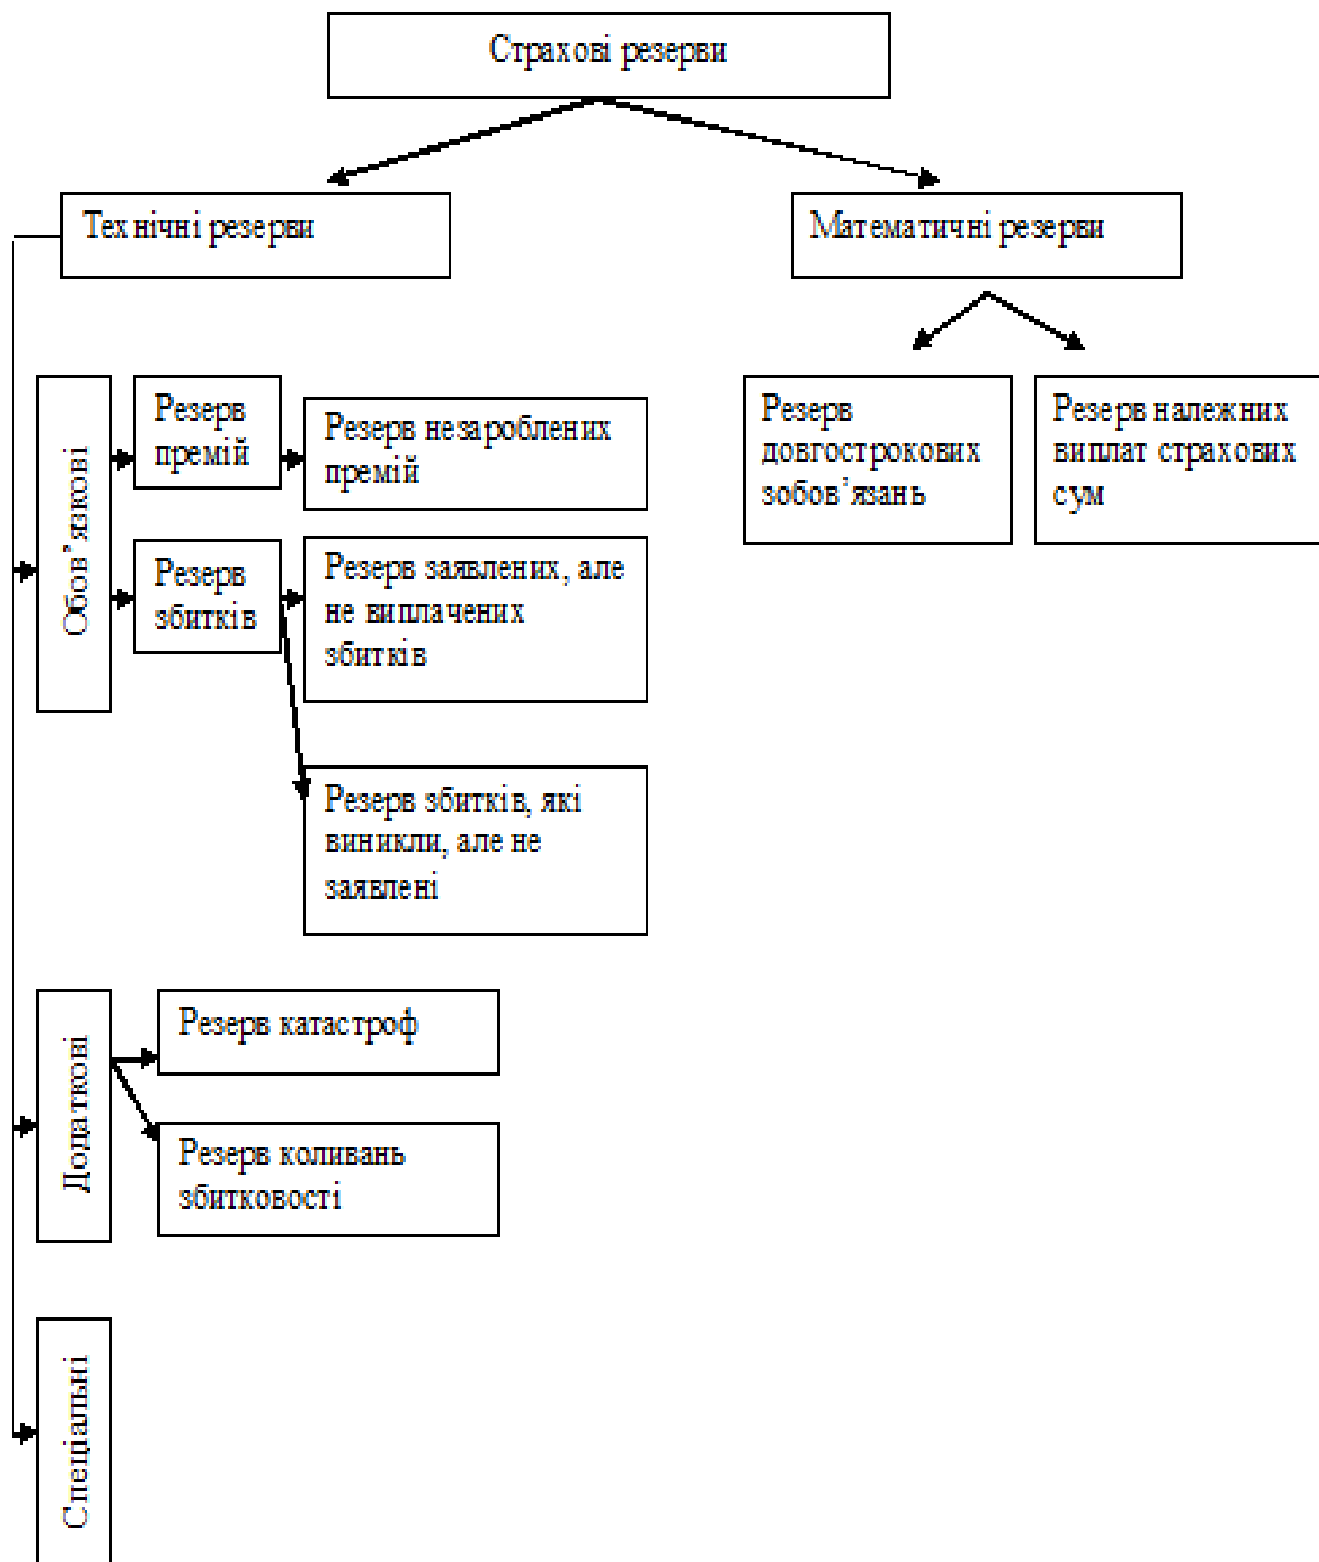 Страхові резерви
Технічні резерви
Математичні резерви
Обов’язкові
Резерв
премій
Резерв незароблених
премій
Резерв
збитків
Резерв заявлених, але
не виплачених
збитків
Резерв збитків, які
виникли, але не
заявлені
Резерв
довгострокових
зобов’язань
Резерв належних
виплат страхових
сум
Додаткові
Резерв катастроф
Резерв коливань
збитковості
Спеціальні